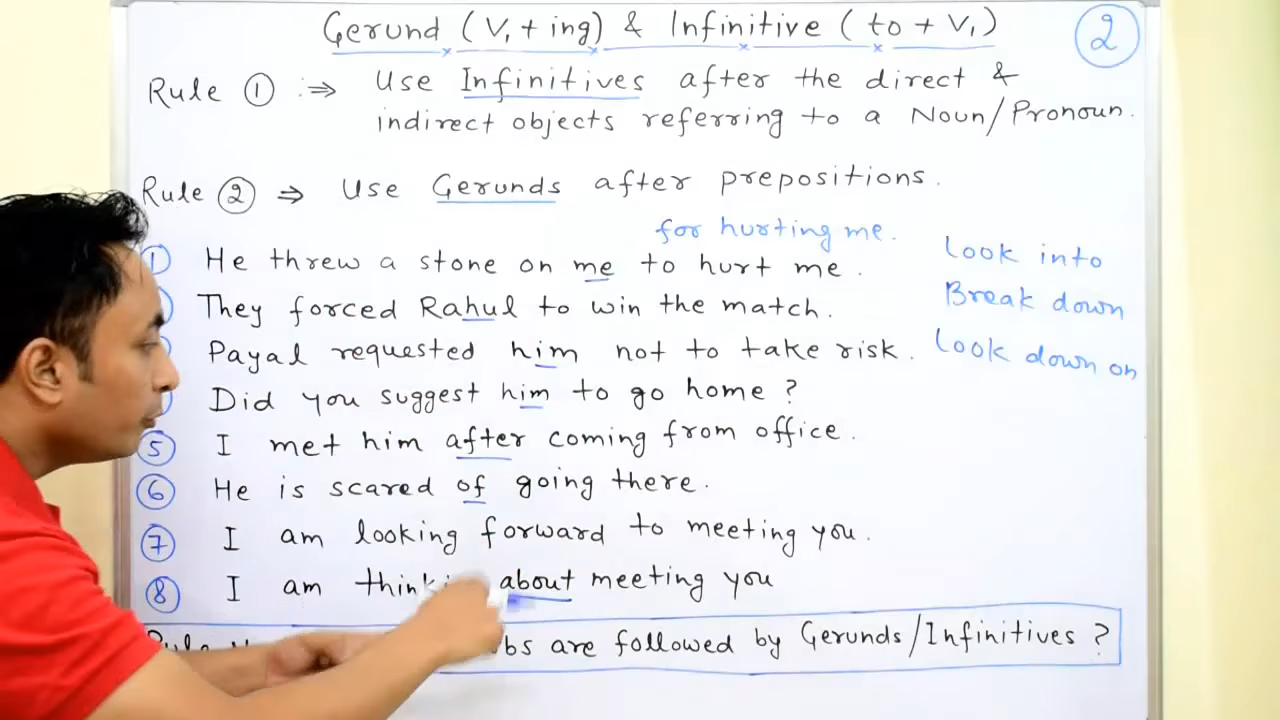 Gerund (V₁ + ing) & Infinitive (to + V₁)
2
Rule ① :⇒ Use Infinitives after the direct &
indirect objects referring to a Noun/Pronoun.
Rule ② ⇒ Use Gerunds after prepositions.
for hurting me.
① He threw a stone on me to hurt me.
They forced Rahul to win the match.
Payal requested him not to take risk.
Did you suggest him to go home?
⑤ I met him after coming from office.
⑥ He is scared of going there.
⑦ I am looking forward to meeting you.
⑧ I am about meeting you
Look into
Break down
Look down on
Rule are followed by Gerunds/Infinitives?